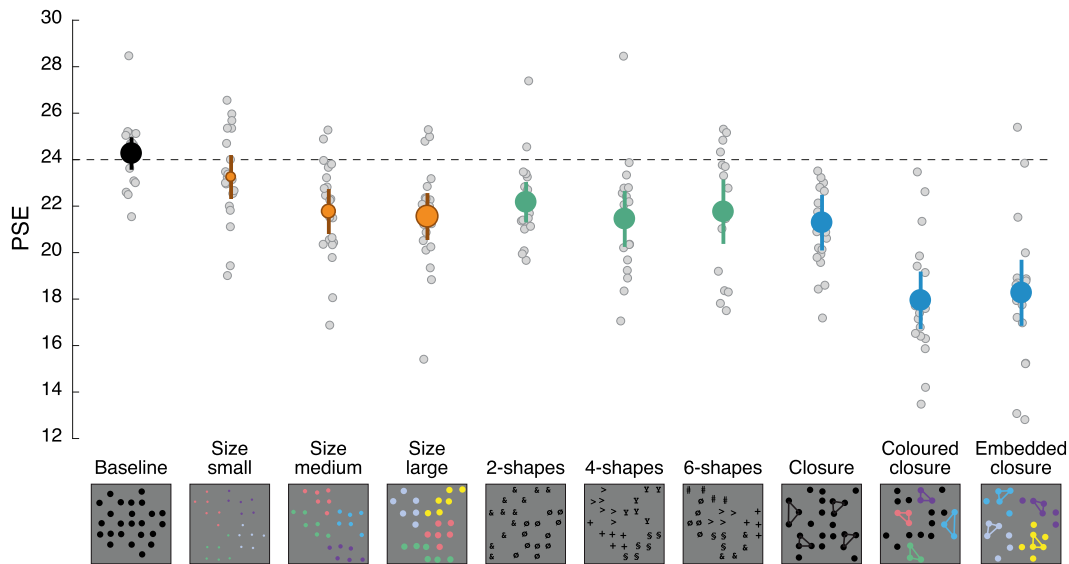 30
28
26
24
22
20
18
16
14
12
PSE
Baseline
Size
small
Size
medium
Size
large
2-shapes
4-shapes
6-shapes
Closure
Coloured
closure
Embedded
closure